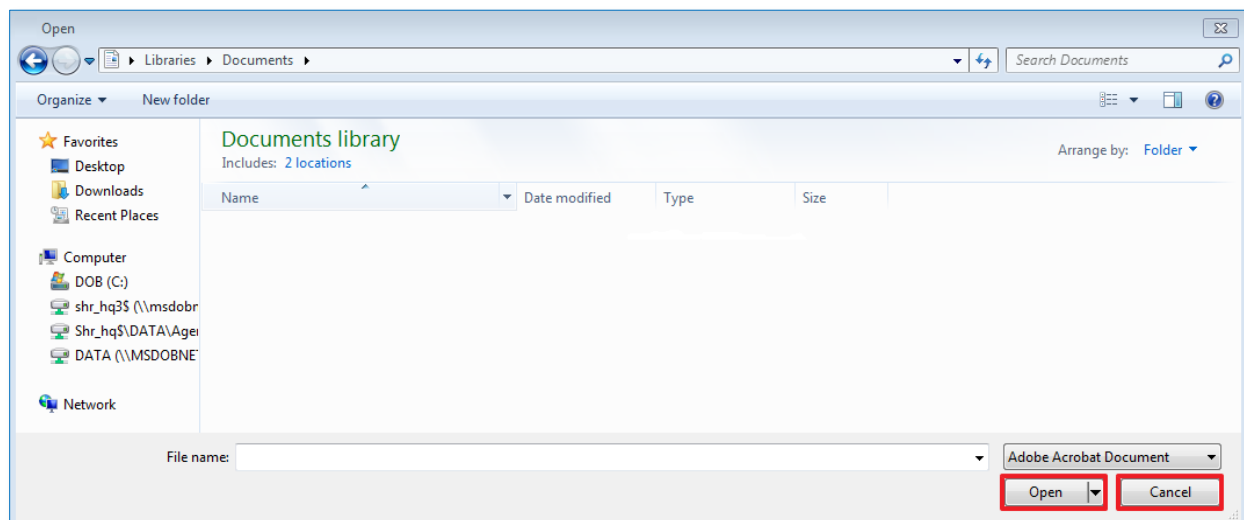 Open
Libraries Documents
Search Documents
Organize New folder
Favorites
Desktop
Downloads
Recent Places
Computer
DOB (C:)
shr_hq3$ (\\msdobr
Shr_hq$\DATA\Age
DATA (\\MSDOBNE
Network
Documents library
Includes: 2 locations
Arrange by: Folder
Name Date modified Type Size
File name: Adobe Acrobat Document
Open Cancel